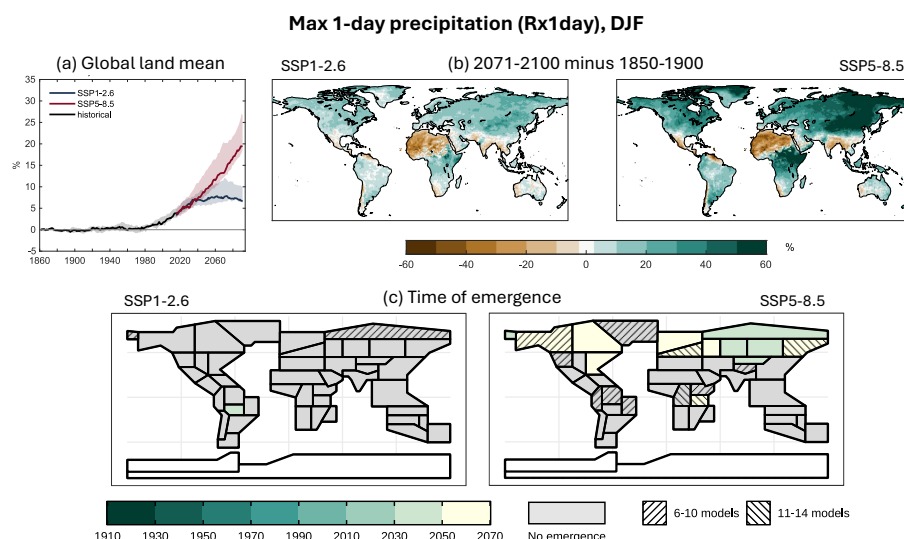 Max 1-day precipitation (Rx1day), DJF
(a) Global land mean
(b) 2071-2100 minus 1850-1900
SSP1-2.6
SSP5-8.5
35
30
25
20
15
10
5
0
-5
%
SSP1-2.6
SSP5-8.5
historical
1860 1900 1940 1980 2020 2060
-60 -40 -20 0 20 40 60
%
(c) Time of emergence
SSP1-2.6
SSP5-8.5
1910 1930 1950 1970 1990 2010 2030 2050 2070
No emergence
6-10 models
11-14 models